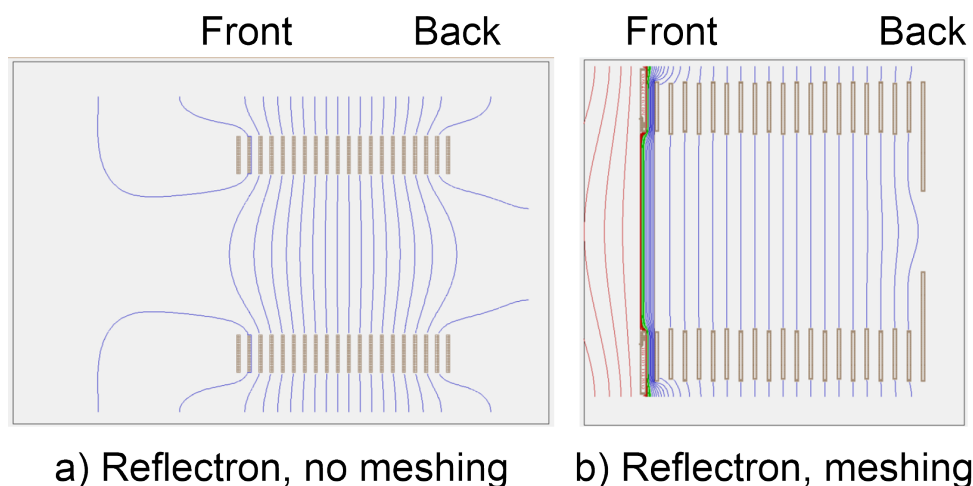 Front Back Front Back
a) Reflectron, no meshing b) Reflectron, meshing